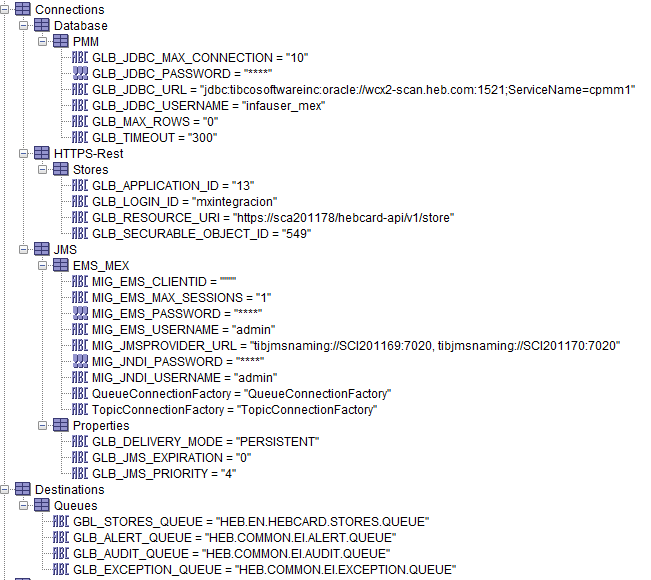 Connections
Database
PMM
GLB_JDBC_MAX_CONNECTION = "10"
GLB_JDBC_PASSWORD = "****"
GLB_JDBC_URL = "jdbc:tibcosoftwareinc:oracle://wcx2-scan.heb.com:1521;ServiceName=cpmm1"
GLB_JDBC_USERNAME = "infauser_mex"
GLB_MAX_ROWS = "0"
GLB_TIMEOUT = "300"
HTTPS-Rest
Stores
GLB_APPLICATION_ID = "13"
GLB_LOGIN_ID = "mxintegracion"
GLB_RESOURCE_URI = "https://sca201178/hebcard-api/v1/store"
GLB_SECURABLE_OBJECT_ID = "549"
JMS
EMS_MEX
MIG_EMS_CLIENTID = """"
MIG_EMS_MAX_SESSIONS = "1"
MIG_EMS_PASSWORD = "****"
MIG_EMS_USERNAME = "admin"
MIG_JMSPROVIDER_URL = "tibjmsnaming://SCI201169:7020, tibjmsnaming://SCI201170:7020"
MIG_JNDI_PASSWORD = "****"
MIG_JNDI_USERNAME = "admin"
QueueConnectionFactory = "QueueConnectionFactory"
TopicConnectionFactory = "TopicConnectionFactory"
Properties
GLB_DELIVERY_MODE = "PERSISTENT"
GLB_JMS_EXPIRATION = "0"
GLB_JMS_PRIORITY = "4"
Destinations
Queues
GBL_STORES_QUEUE = "HEB.EN.HEBCARD.STORES.QUEUE"
GLB_ALERT_QUEUE = "HEB.COMMON.EI.ALERT.QUEUE"
GLB_AUDIT_QUEUE = "HEB.COMMON.EI.AUDIT.QUEUE"
GLB_EXCEPTION_QUEUE = "HEB.COMMON.EI.EXCEPTION.QUEUE"